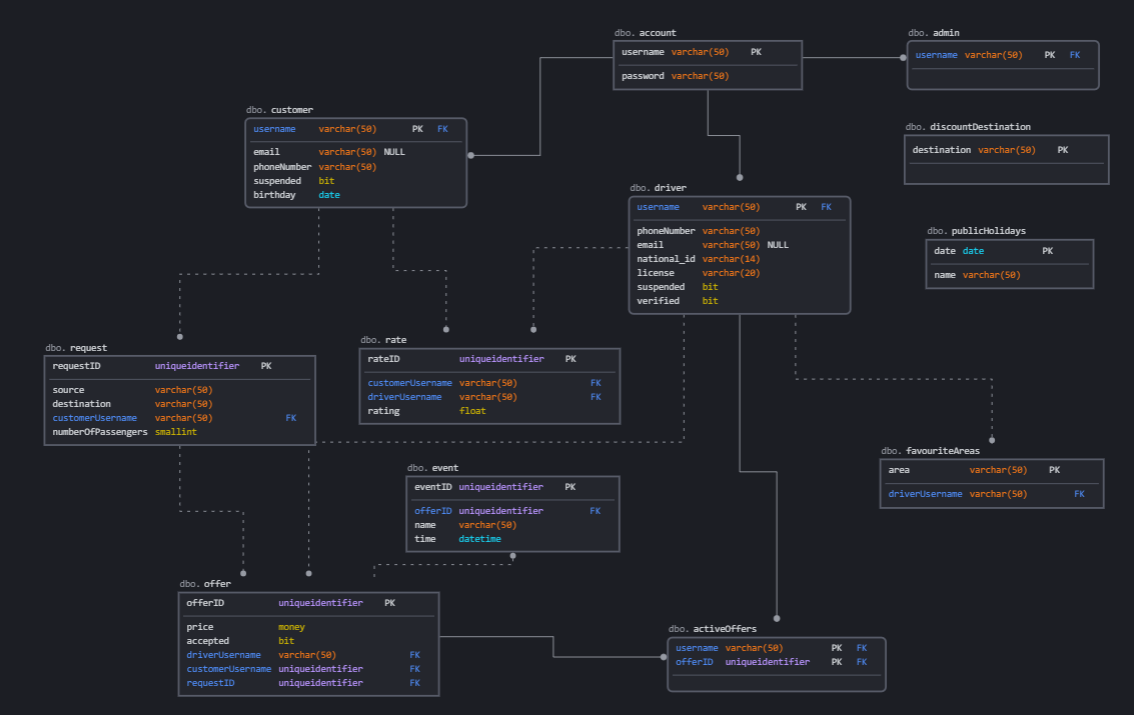 dbo. account
username varchar(50) PK
password varchar(50)
dbo. admin
username varchar(50) PK FK
dbo. customer
username varchar(50) PK FK
email varchar(50) NULL
phoneNumber varchar(50)
suspended bit
birthday date
dbo. discountDestination
destination varchar(50) PK
dbo. driver
username varchar(50) PK FK
phoneNumber varchar(50)
email varchar(50) NULL
national_id varchar(14)
license varchar(20)
suspended bit
verified bit
dbo. publicHolidays
date date PK
name varchar(50)
dbo. request
requestID uniqueidentifier PK
source varchar(50)
destination varchar(50)
customerUsername varchar(50) FK
numberOfPassengers smallint
dbo. rate
rateID uniqueidentifier PK
customerUsername varchar(50) FK
driverUsername varchar(50) FK
rating float
dbo. favouriteAreas
area varchar(50) PK
driverUsername varchar(50) FK
dbo. event
eventID uniqueidentifier PK
offerID uniqueidentifier FK
name varchar(50)
time datetime
dbo. offer
offerID uniqueidentifier PK
price money
accepted bit
driverUsername varchar(50) FK
customerUsername uniqueidentifier FK
requestID uniqueidentifier FK
dbo. activeOffers
username varchar(50) PK FK
offerID uniqueidentifier PK FK